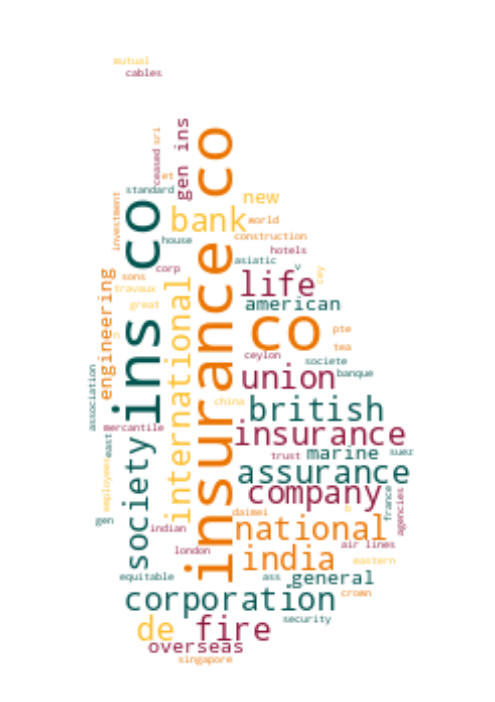 mutual
cables
insurance co
ins co
gen ins
sri
ceased
et
standard
investment
new
bank
world
house
construction
hotels
asiatic
v
cey
corp
sons
travaux
great
life
american
engineering
international
co
pte
tea
ceylon
societe
n
union
banque
association
china
british
mercantile
insurance
east
marine
suez
trust
society
assurance
employees
company
france
agencies
b
daimei
gen
indian
national
air lines
london
india
eastern
equitable
ass
general
crown
corporation
security
de
fire
overseas
singapore